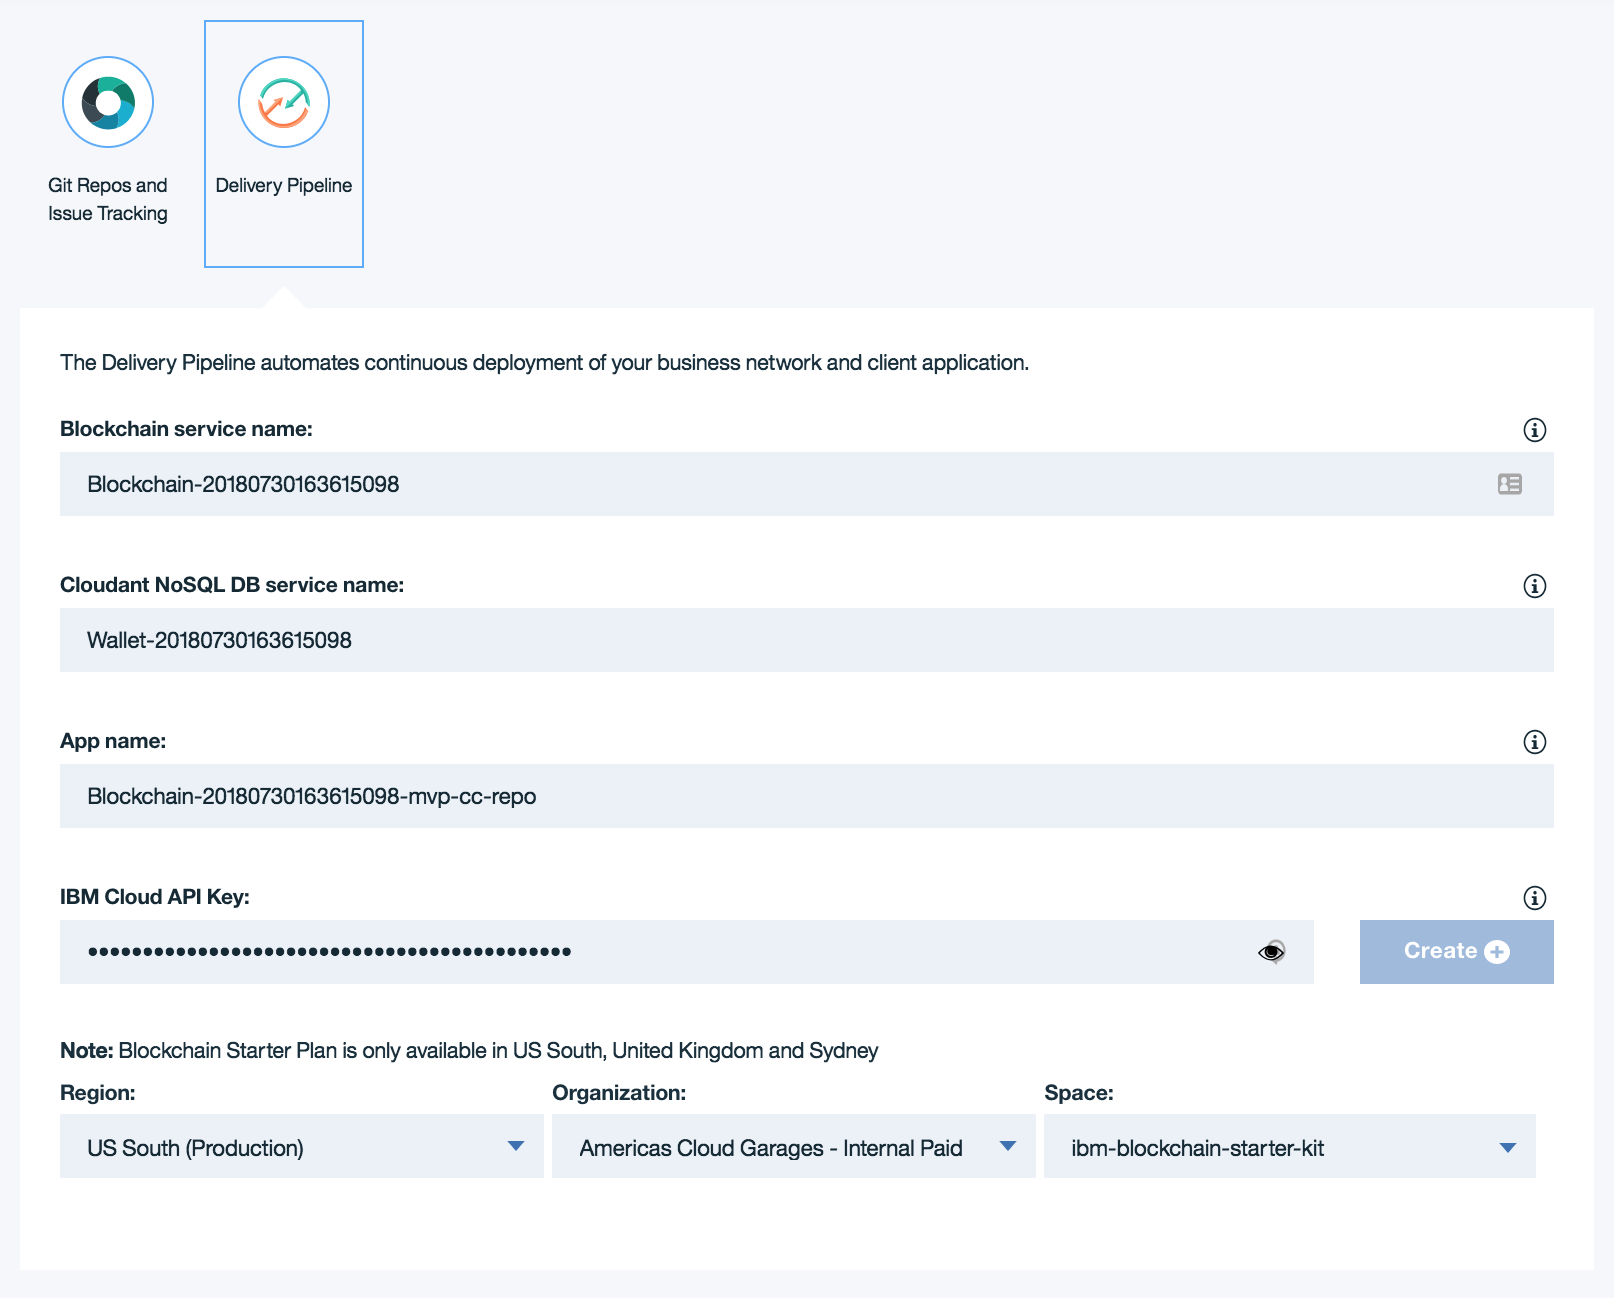 Git Repos and
Issue Tracking
Delivery Pipeline
The Delivery Pipeline automates continuous deployment of your business network and client application.
Blockchain service name:
Blockchain-20180730163615098
Cloudant NoSQL DB service name:
Wallet-20180730163615098
App name:
Blockchain-20180730163615098-mvp-cc-repo
IBM Cloud API Key:
••••••••••••••••••••••••••••••••••••••••••••
Create
Note: Blockchain Starter Plan is only available in US South, United Kingdom and Sydney
Region: Organization: Space:
US South (Production) Americas Cloud Garages - Internal Paid ibm-blockchain-starter-kit